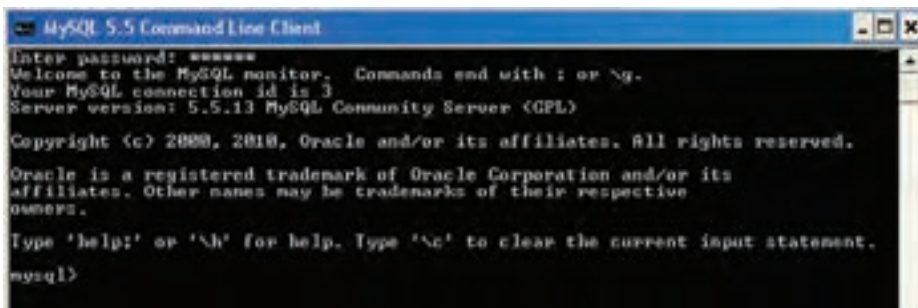 MySQL 5.5 Command Line Client
Enter password: ******
Welcome to the MySQL monitor.  Commands end with ; or \g.
Your MySQL connection id is 3
Server version: 5.5.13 MySQL Community Server (GPL)
Copyright (c) 2000, 2010, Oracle and/or its affiliates. All rights reserved.
Oracle is a registered trademark of Oracle Corporation and/or its
affiliates. Other names may be trademarks of their respective
owners.
Type 'help;' or '\h' for help. Type '\c' to clear the current input statement.
mysql>